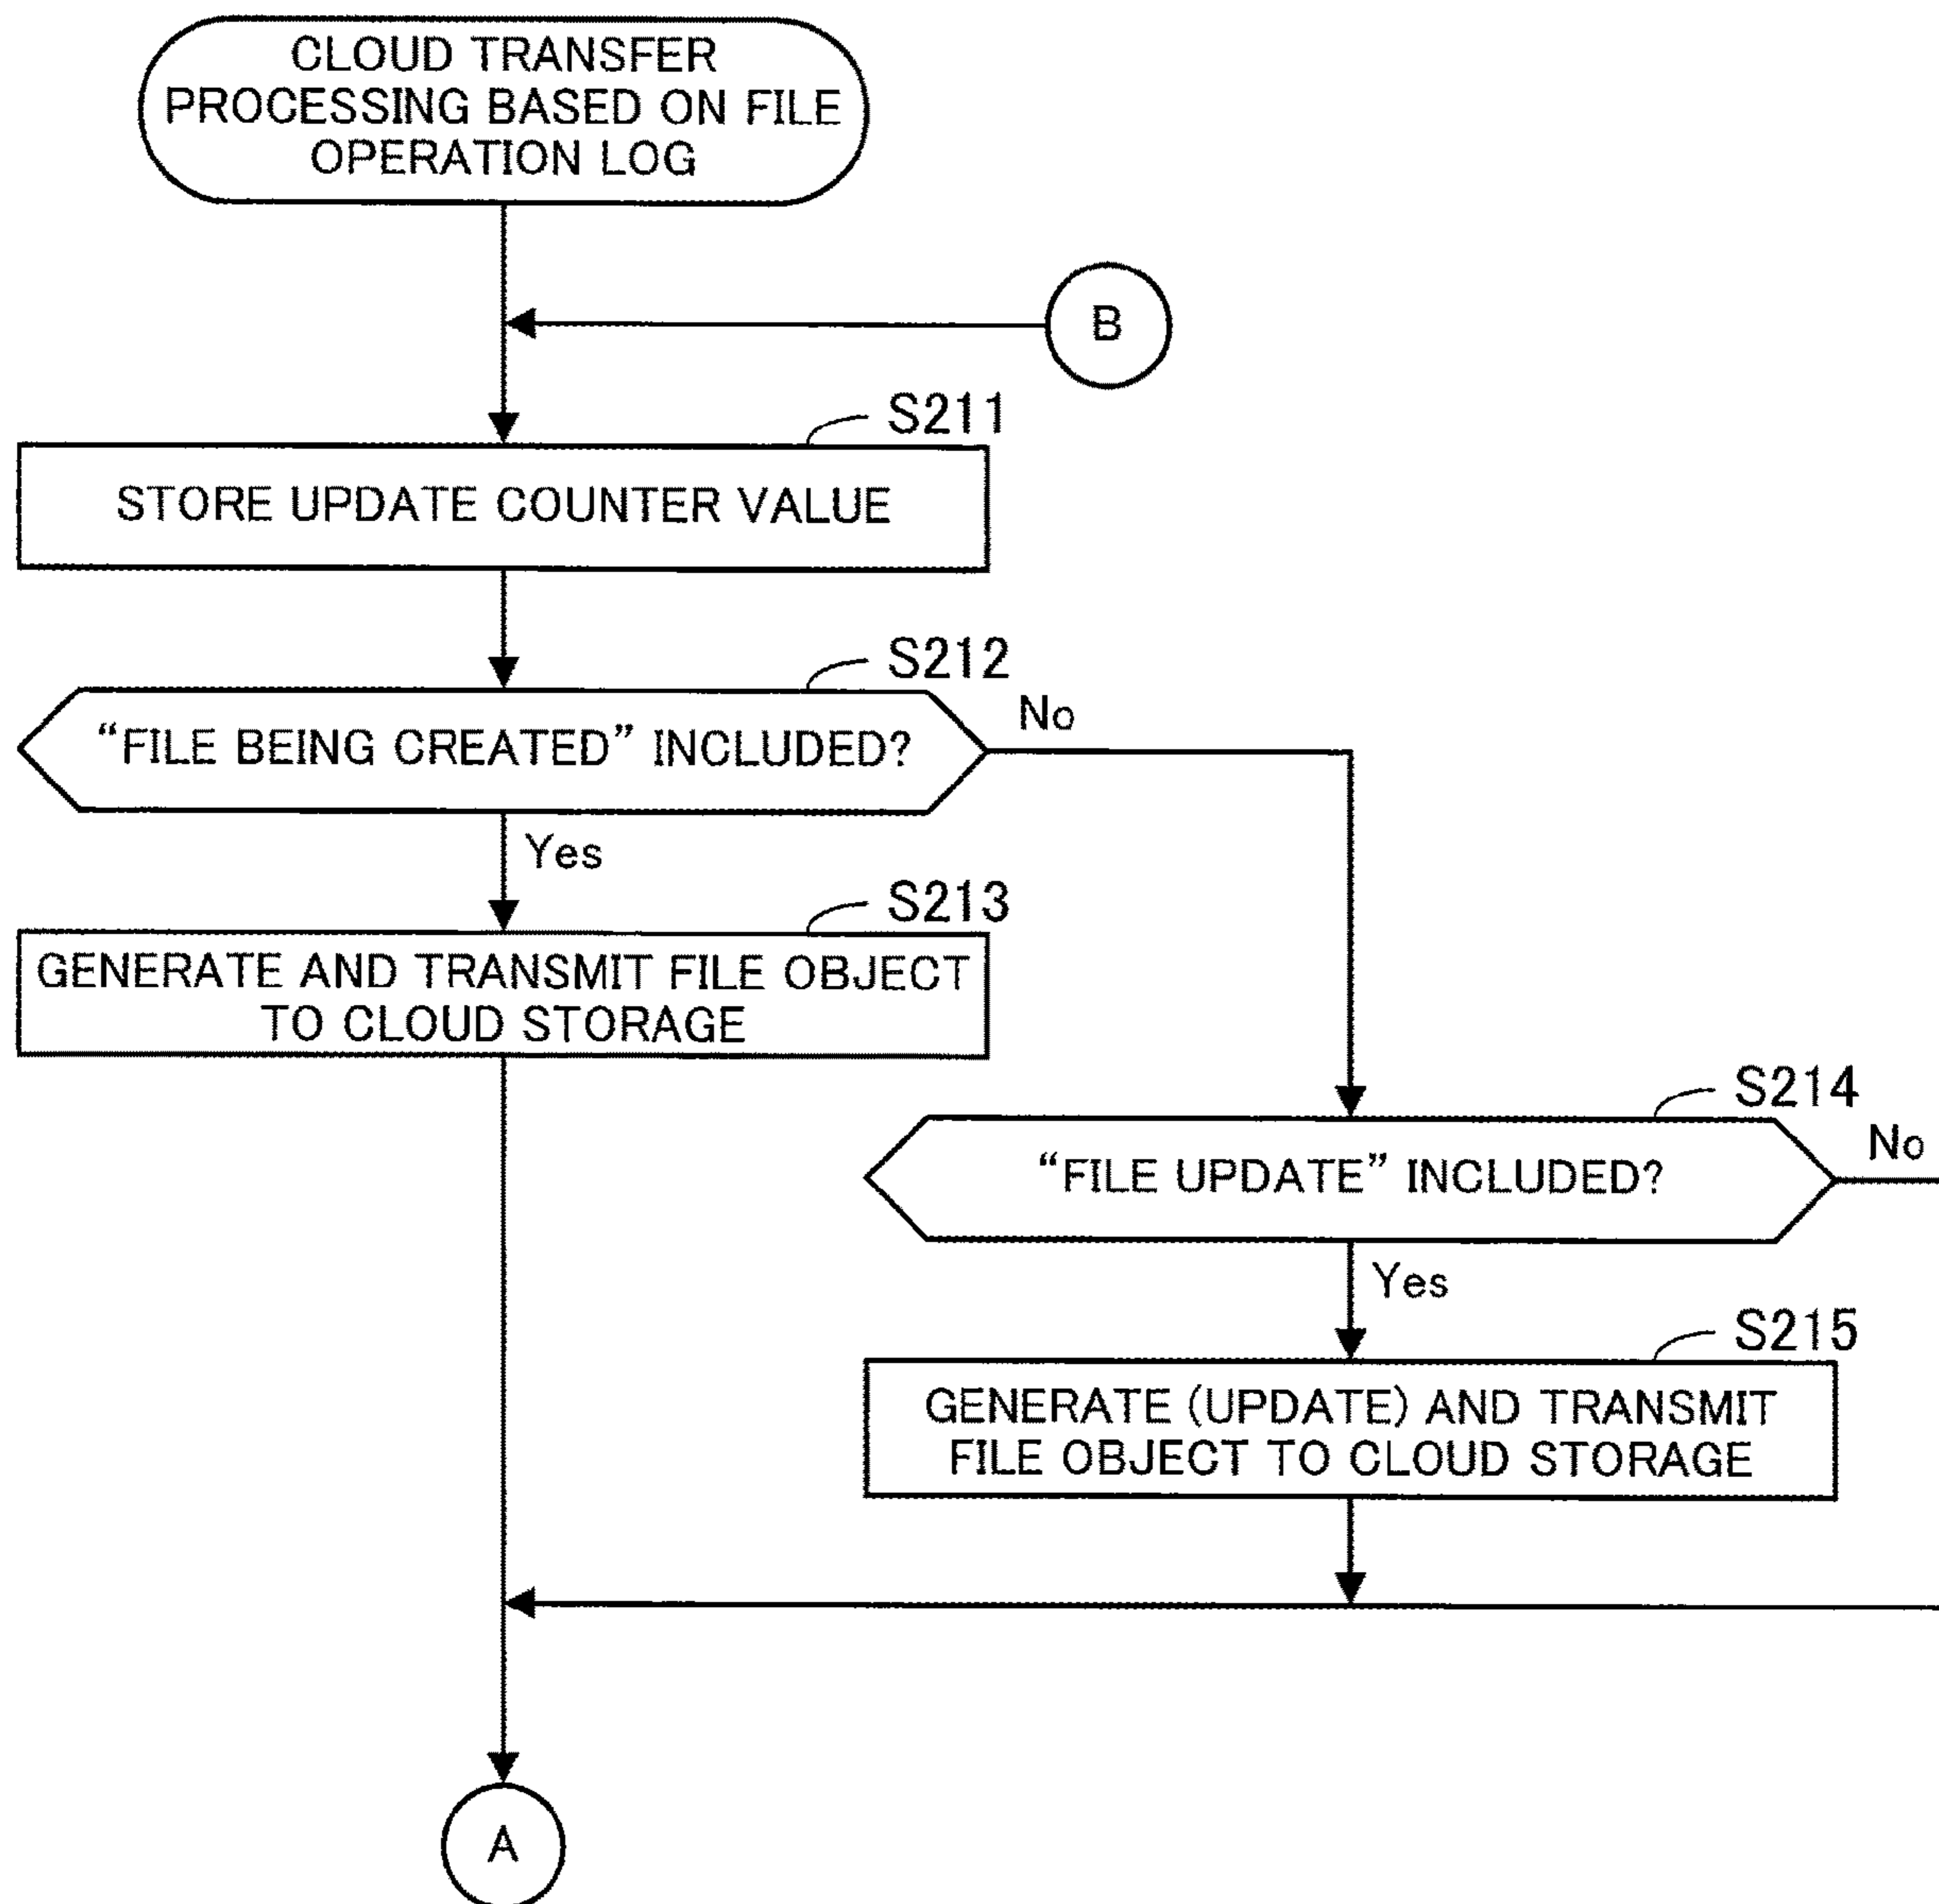 CLOUD TRANSFER
PROCESSING BASED ON FILE
OPERATION LOG
B
S211
STORE UPDATE COUNTER VALUE
S212
“FILE BEING CREATED” INCLUDED?
No
Yes
S213
GENERATE AND TRANSMIT FILE OBJECT
TO CLOUD STORAGE
S214
“FILE UPDATE” INCLUDED?
No
Yes
S215
GENERATE (UPDATE) AND TRANSMIT
FILE OBJECT TO CLOUD STORAGE
A